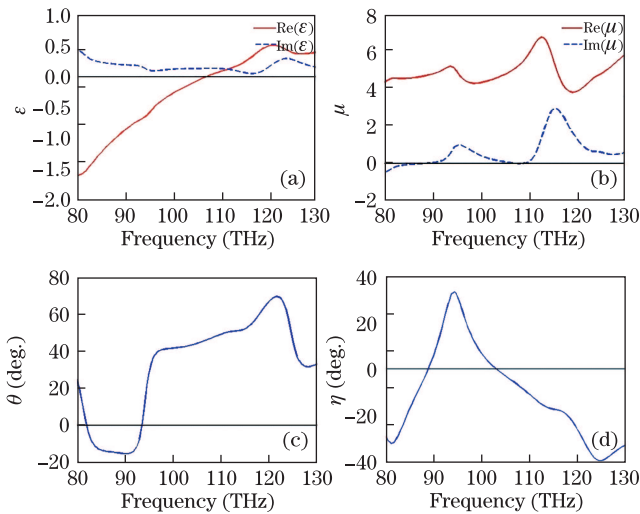 1.0
0.5
0.0
-0.5
-1.0
-1.5
-2.0
ε
Re(ε)
Im(ε)
(a)
80 90 100 110 120 130
Frequency (THz)
8
6
4
2
0
-2
μ
Re(μ)
Im(μ)
(b)
80 90 100 110 120 130
Frequency (THz)
80
60
40
20
0
-20
θ (deg.)
(c)
80 90 100 110 120 130
Frequency (THz)
40
20
0
-20
-40
η (deg.)
(d)
80 90 100 110 120 130
Frequency (THz)